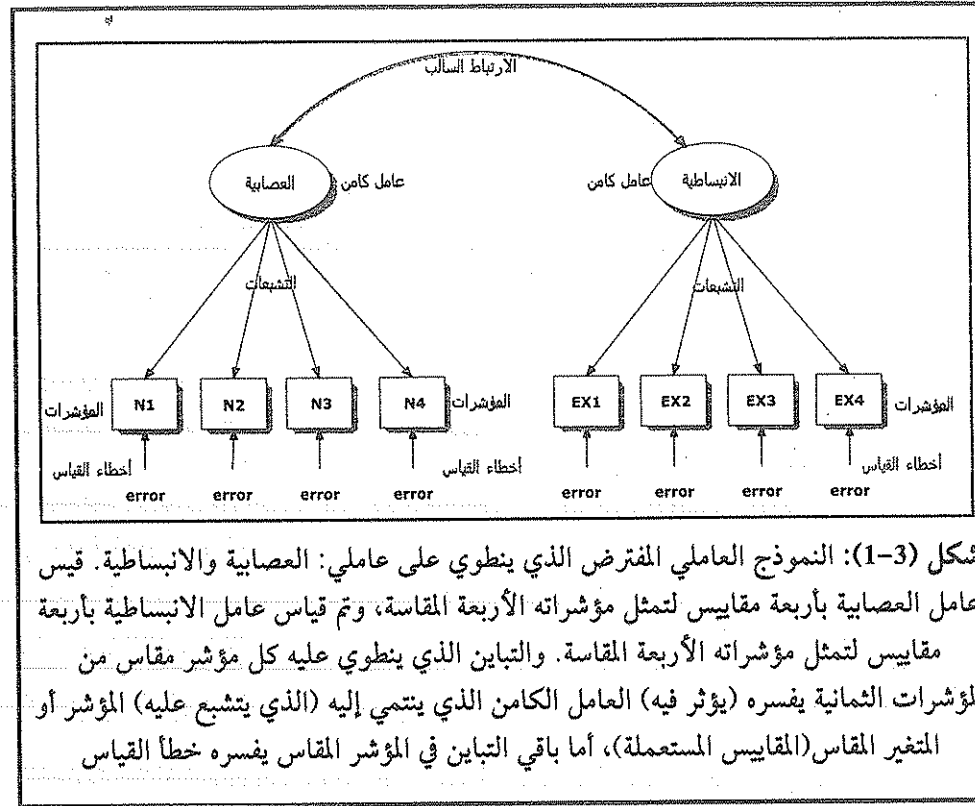 الارتباط السالب
العصابية
عامل كامن
عامل كامن
الانبساطية
التشبعات
التشبعات
المؤشرات
N1
N2
N3
N4
المؤشرات
EX1
EX2
EX3
EX4
المؤشرات
أخطاء القياس
أخطاء القياس
أخطاء القياس
error
error
error
error
error
error
error
error
شكل (3-1): النموذج العاملي المفترض الذي ينطوي على عاملي: العصابية والانبساطية. قيس
عامل العصابية بأربعة مقاييس لتمثل مؤشراته الأربعة المقاسة، وتم قياس عامل الانبساطية بأربعة
مقاييس لتمثل مؤشراته الأربعة المقاسة. والتباين الذي ينطوي عليه كل مؤشر مقاس من
المؤشرات الثمانية يفسره (يؤثر فيه) العامل الكامن الذي ينتمي إليه (الذي يتشبع عليه) المؤشر أو
المتغير المقاس(المقاييس المستعملة)، أما باقي التباين في المؤشر المقاس يفسره خطأ القياس